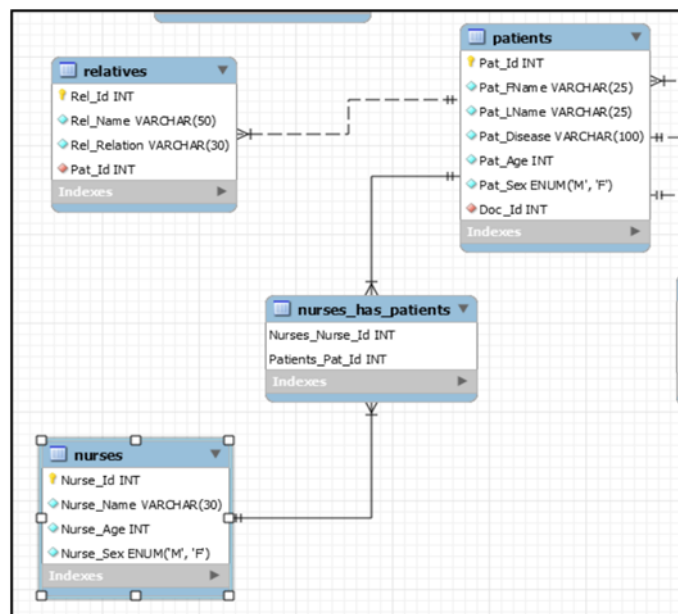 relatives
Rel_Id INT
Rel_Name VARCHAR(50)
Rel_Relation VARCHAR(30)
Pat_Id INT
Indexes
patients
Pat_Id INT
Pat_FName VARCHAR(25)
Pat_LName VARCHAR(25)
Pat_Disease VARCHAR(100)
Pat_Age INT
Pat_Sex ENUM('M', 'F')
Doc_Id INT
Indexes
nurses_has_patients
Nurses_Nurse_Id INT
Patients_Pat_Id INT
Indexes
nurses
Nurse_Id INT
Nurse_Name VARCHAR(30)
Nurse_Age INT
Nurse_Sex ENUM('M', 'F')
Indexes